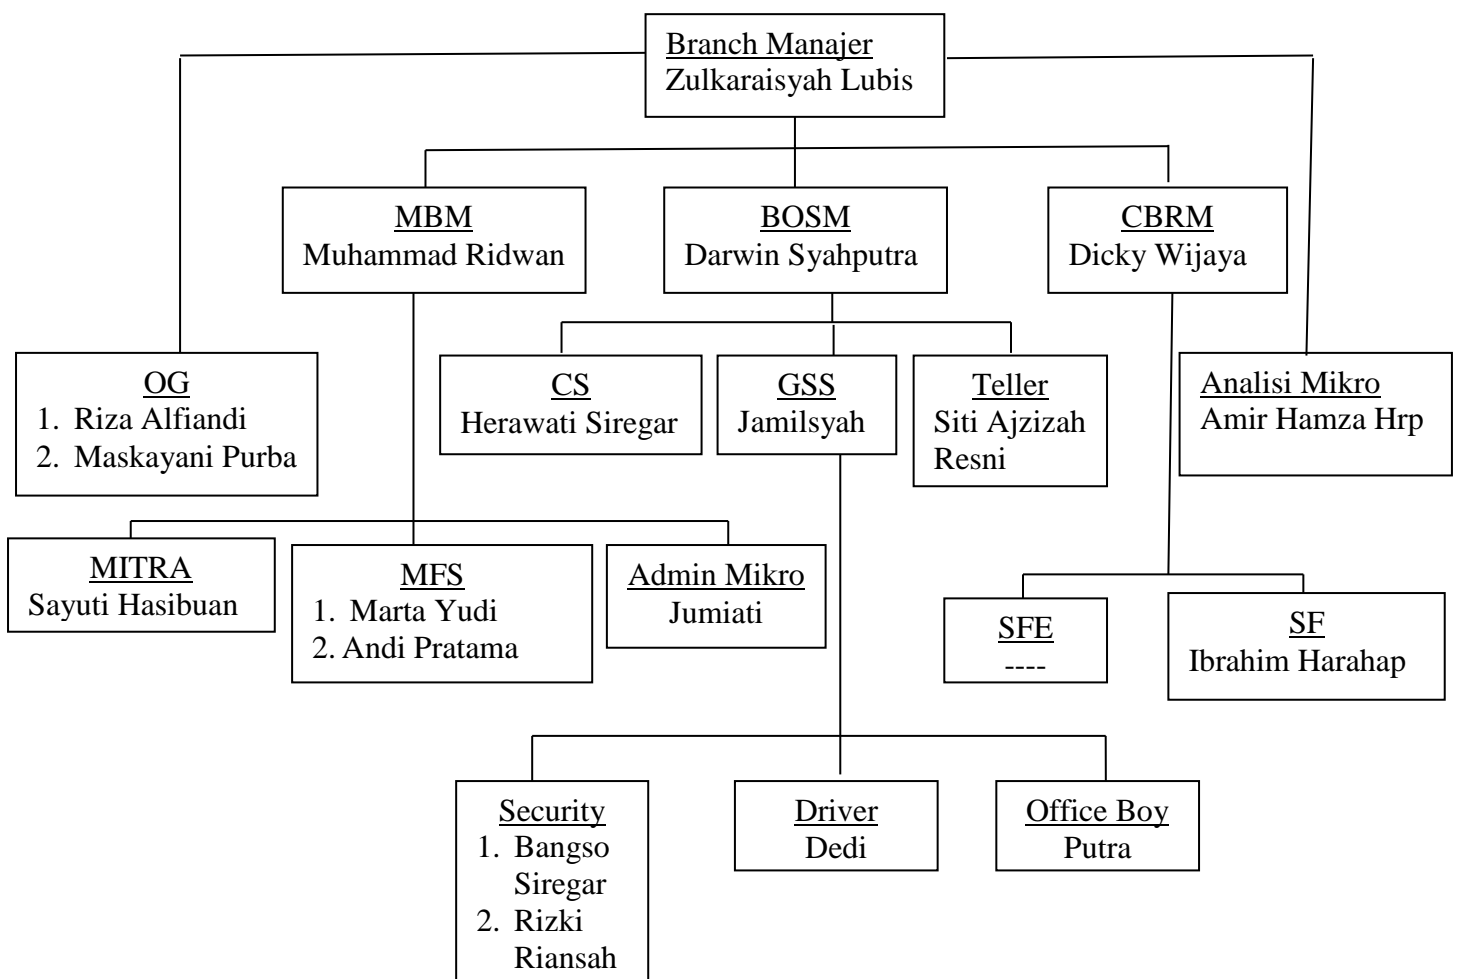 Branch Manajer
Zulkaraisyah Lubis
MBM
Muhammad Ridwan
BOSM
Darwin Syahputra
CBRM
Dicky Wijaya
OG
1. Riza Alfiandi
2. Maskayani Purba
CS
Herawati Siregar
GSS
Jamilsyah
Teller
Siti Ajzizah
Resni
Analisi Mikro
Amir Hamza Hrp
MITRA
Sayuti Hasibuan
MFS
1. Marta Yudi
2. Andi Pratama
Admin Mikro
Jumiati
SFE
----
SF
Ibrahim Harahap
Security
1. Bangso
Siregar
2. Rizki
Riansah
Driver
Dedi
Office Boy
Putra